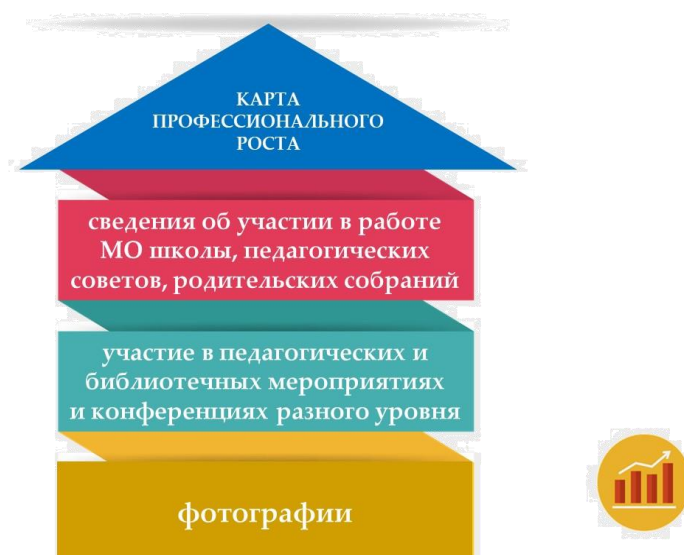 КАРТА
ПРОФЕССИОНАЛЬНОГО
РОСТА
сведения об участии в работе
МО школы, педагогических
советов, родительских собраний
участие в педагогических и
библиотечных мероприятиях
и конференциях разного уровня
фотографии